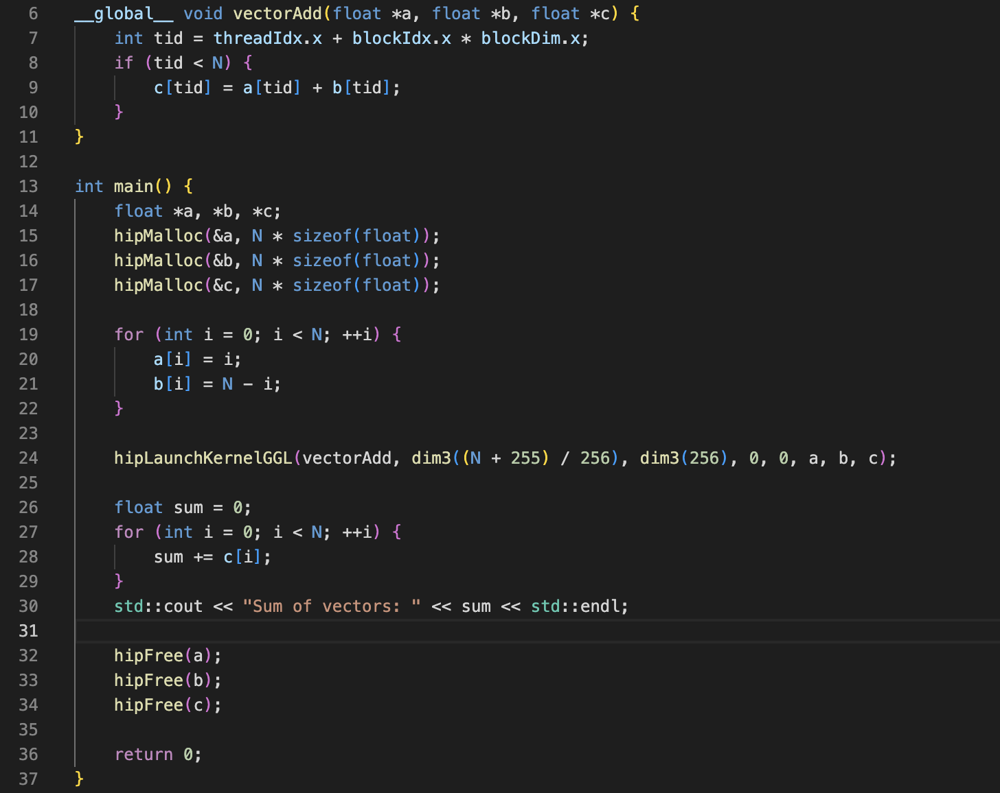 6 __global__ void vectorAdd(float *a, float *b, float *c) {
7     int tid = threadIdx.x + blockIdx.x * blockDim.x;
8     if (tid < N) {
9         c[tid] = a[tid] + b[tid];
10     }
11 }
12
13 int main() {
14     float *a, *b, *c;
15     hipMalloc(&a, N * sizeof(float));
16     hipMalloc(&b, N * sizeof(float));
17     hipMalloc(&c, N * sizeof(float));
18
19     for (int i = 0; i < N; ++i) {
20         a[i] = i;
21         b[i] = N - i;
22     }
23
24     hipLaunchKernelGGL(vectorAdd, dim3((N + 255) / 256), dim3(256), 0, 0, a, b, c);
25
26     float sum = 0;
27     for (int i = 0; i < N; ++i) {
28         sum += c[i];
29     }
30     std::cout << "Sum of vectors: " << sum << std::endl;
31
32     hipFree(a);
33     hipFree(b);
34     hipFree(c);
35
36     return 0;
37 }